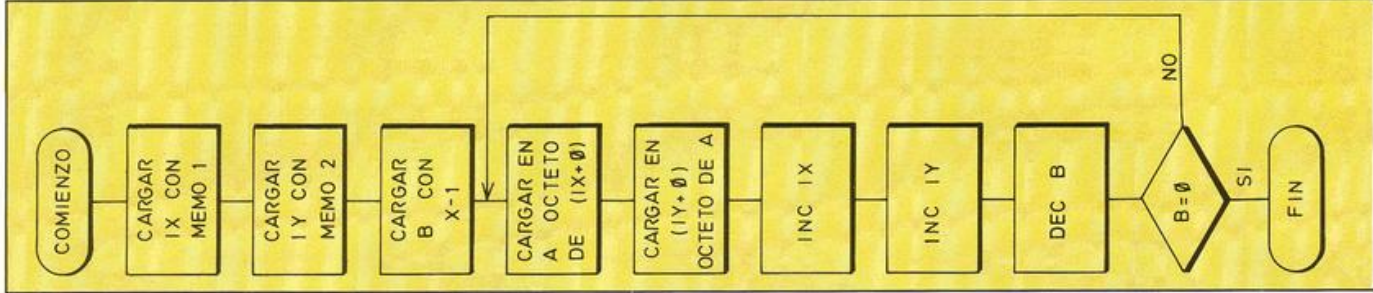 COMIENZO
CARGAR
IX CON
MEMO 1
CARGAR
IY CON
MEMO 2
CARGAR
B CON
X-1
CARGAR EN
A OCTETO
DE (IX+Ø)
CARGAR EN
(IY+Ø)
OCTETO DE A
INC IX
INC IY
DEC B
B=Ø
NO
SI
FIN